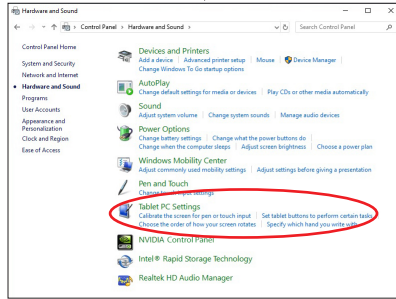 Hardware and Sound
Control Panel > Hardware and Sound >
Search Control Panel
Control Panel Home
System and Security
Network and Internet
Hardware and Sound
Programs
User Accounts
Appearance and
Personalization
Clock and Region
Ease of Access
Devices and Printers
Add a device | Advanced printer setup | Mouse | Device Manager |
Change Windows To Go startup options
AutoPlay
Change default settings for media or devices | Play CDs or other media automatically
Sound
Adjust system volume | Change system sounds | Manage audio devices
Power Options
Change battery settings | Change what the power buttons do |
Change when the computer sleeps | Adjust screen brightness | Choose a power plan
Windows Mobility Center
Adjust commonly used mobility settings | Adjust settings before giving a presentation
Pen and Touch
Change touch input settings
Tablet PC Settings
Calibrate the screen for pen or touch input | Set tablet buttons to perform certain tasks
Choose the order of how your screen rotates | Specify which hand you write with
NVIDIA Control Panel
Intel® Rapid Storage Technology
Realtek HD Audio Manager